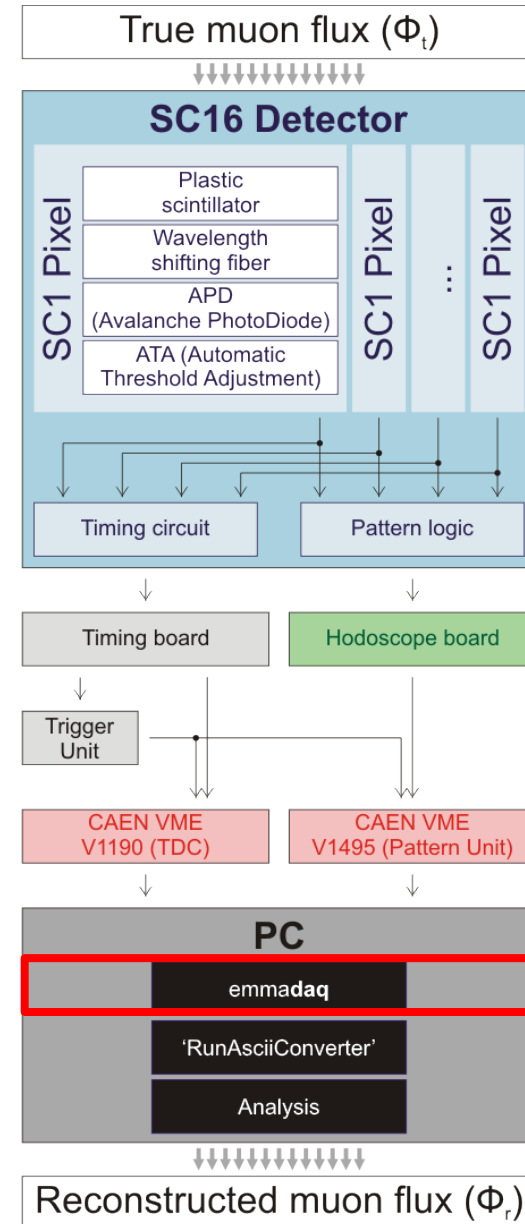 True muon flux (Φt)
SC16 Detector
SC1 Pixel
Plastic
scintillator
Wavelength
shifting fiber
APD
(Avalanche PhotoDiode)
ATA (Automatic
Threshold Adjustment)
SC1 Pixel
...
SC1 Pixel
Timing circuit
Pattern logic
Timing board
Hodoscope board
Trigger
Unit
CAEN VME
V1190 (TDC)
CAEN VME
V1495 (Pattern Unit)
PC
emmadaq
‘RunAsciiConverter’
Analysis
Reconstructed muon flux (Φr)